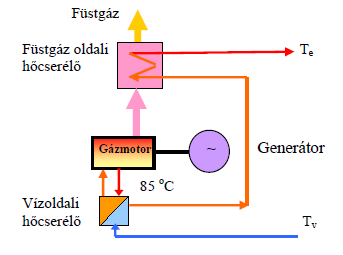 Füstgáz
Füstgáz oldali
hőcserélő
Te
Gázmotor
~
Generátor
85 °C
Vízoldali
hőcserélő
Tv